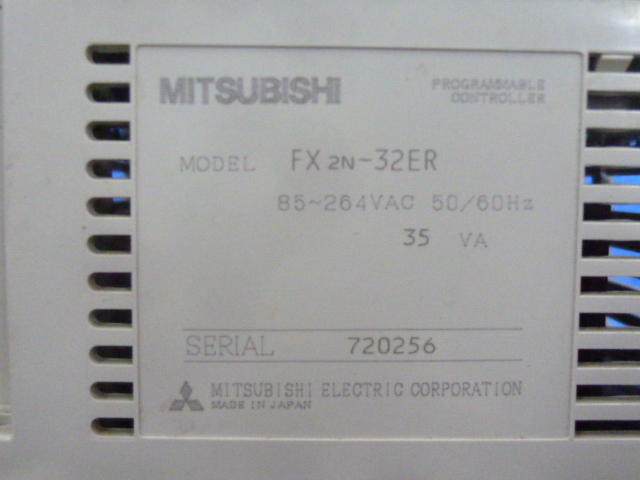 MITSUBISHI
PROGRAMMABLE
CONTROLLER
MODEL FX2N-32ER
85~264VAC 50/60Hz
35 VA
SERIAL 720256
MITSUBISHI ELECTRIC CORPORATION
MADE IN JAPAN